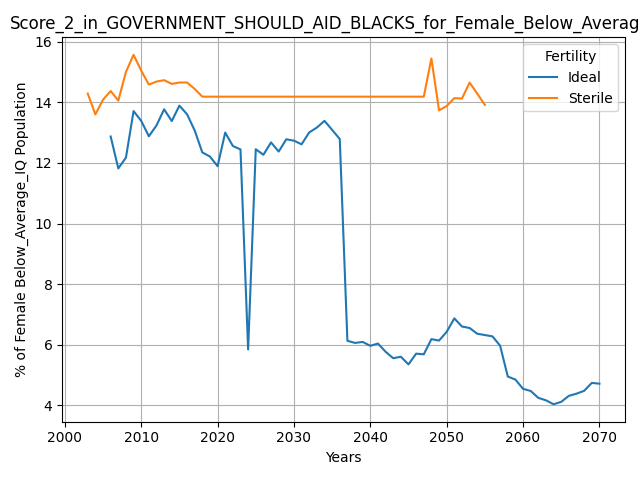 Score_2_in_GOVERNMENT_SHOULD_AID_BLACKS_for_Female_Below_Averag
16
14
12
10
8
6
4
% of Female Below_Average_IQ Population
Fertility
Ideal
Sterile
2000 2010 2020 2030 2040 2050 2060 2070
Years